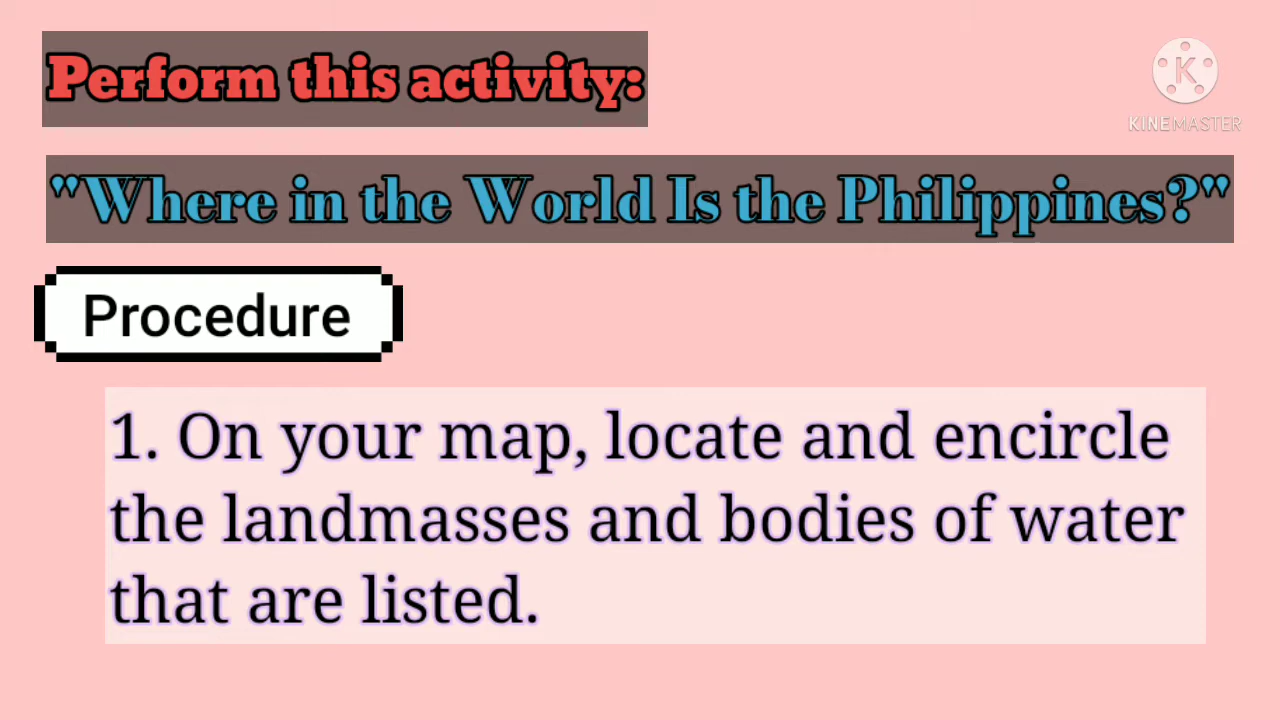 Perform this activity:
K
KINEMASTER
"Where in the World Is the Philippines?"
Procedure
1. On your map, locate and encircle
the landmasses and bodies of water
that are listed.